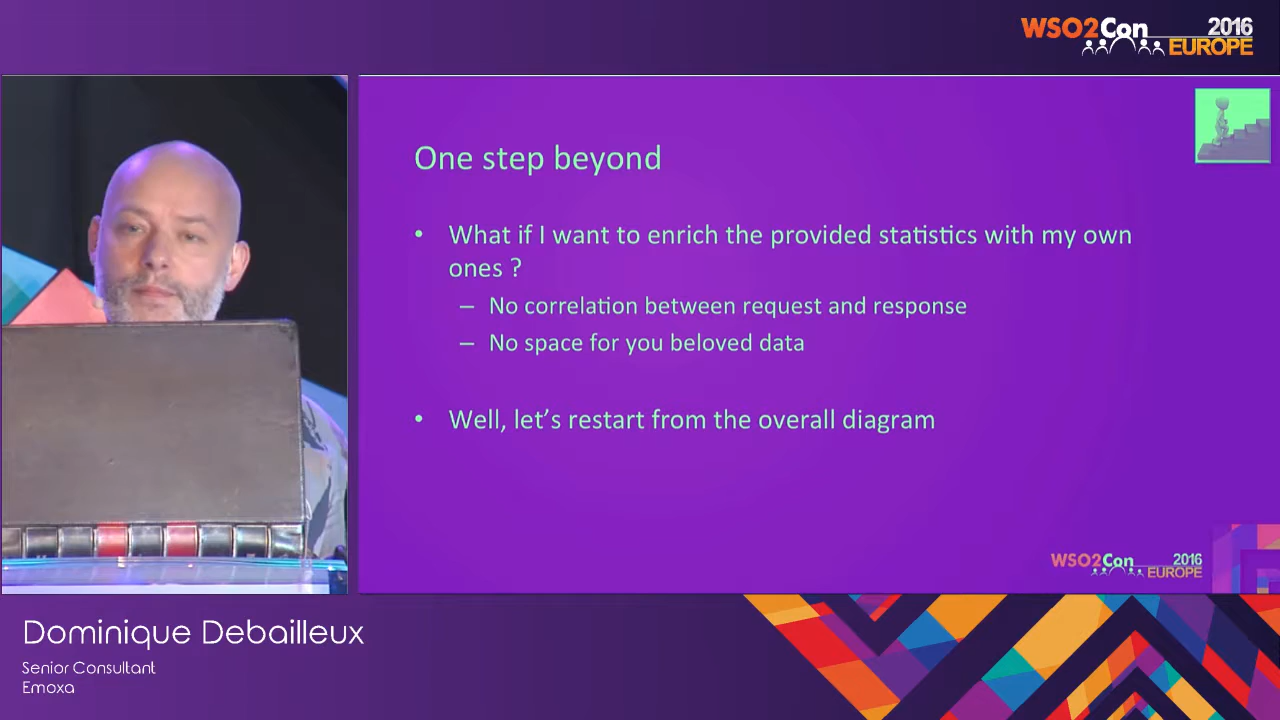 WSO2Con 2016
EUROPE
One step beyond
• What if I want to enrich the provided statistics with my own
ones ?
– No correlation between request and response
– No space for you beloved data
• Well, let’s restart from the overall diagram
WSO2Con 2016
EUROPE
Dominique Debailleux
Senior Consultant
Emoxa